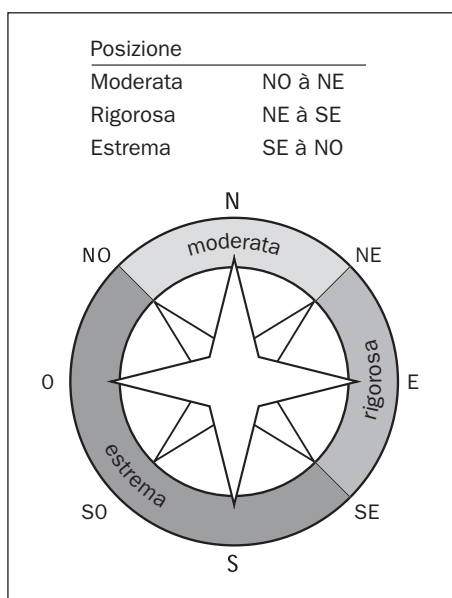 Posizione
Moderata NO à NE
Rigorosa NE à SE
Estrema SE à NO
N
NO moderata NE
O rigorosa E
estrema
SO SE
S